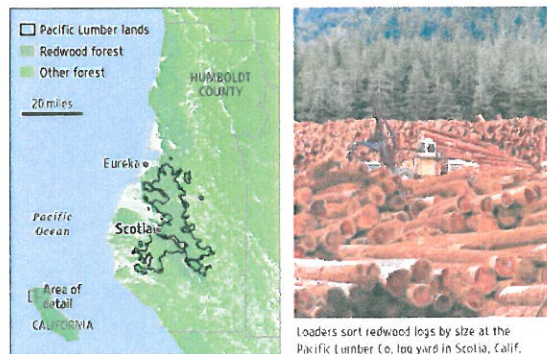 Pacific Lumber lands
Redwood forest
Other forest
20 miles
HUMBOLDT
COUNTY
Eureka
Pacific
Ocean
Scotia
Area of
detail
CALIFORNIA
Loaders sort redwood logs by size at the
Pacific Lumber Co. log yard in Scotia, Calif.